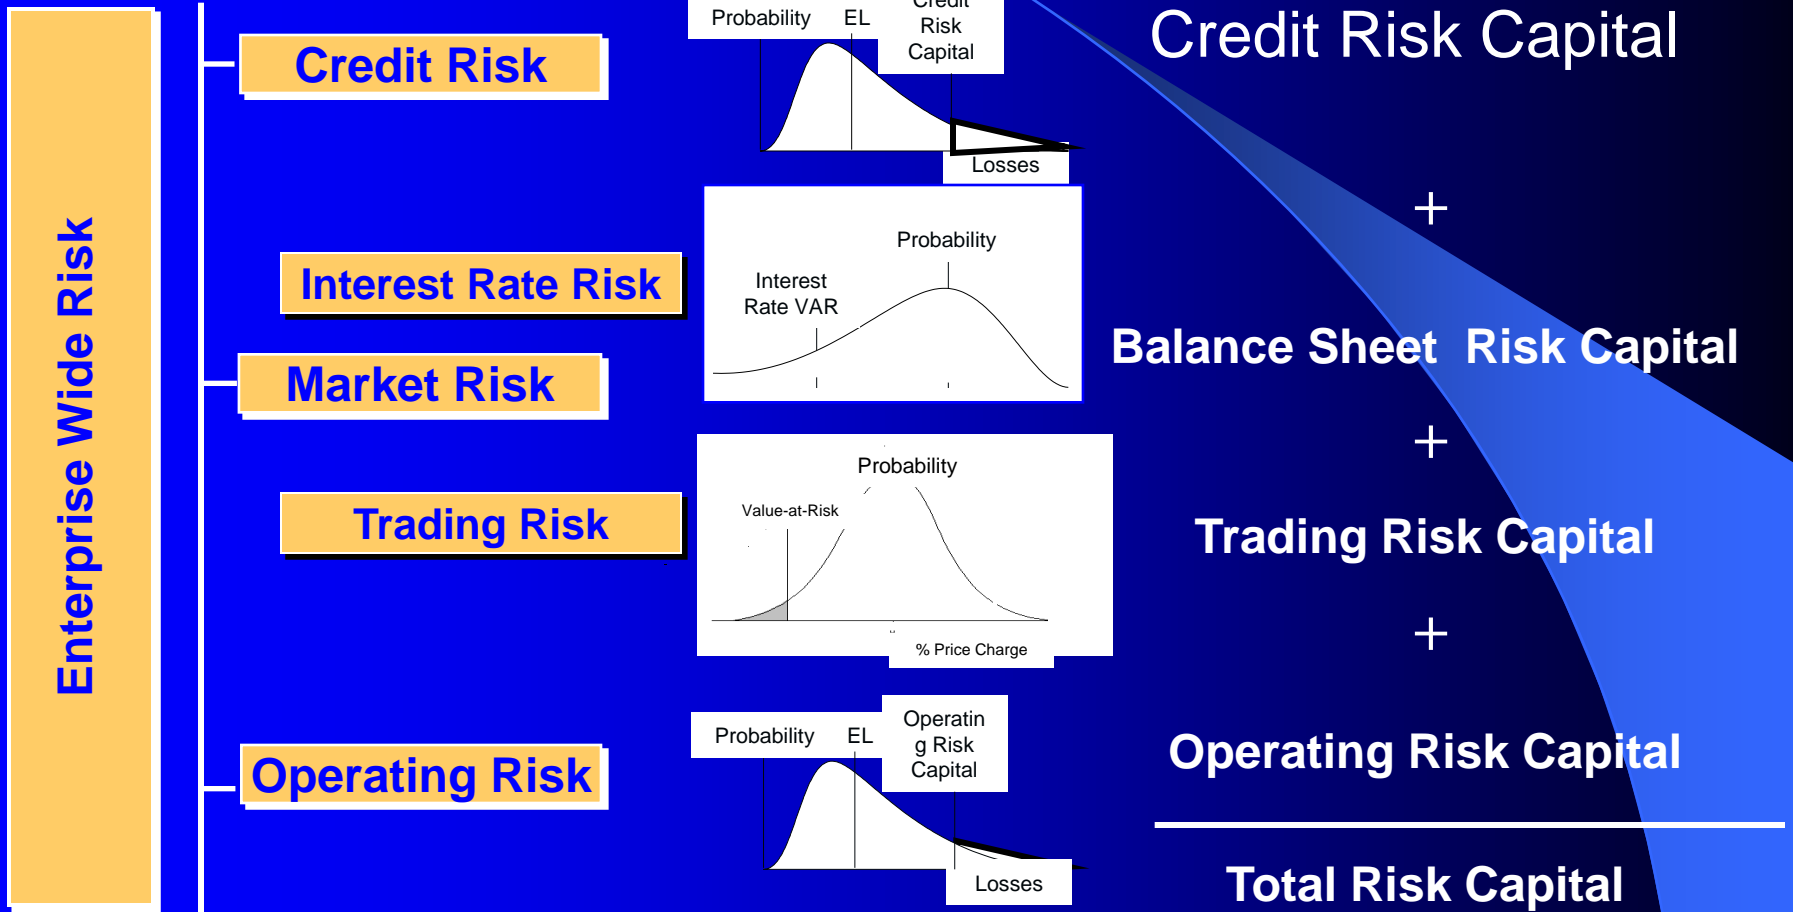 Enterprise Wide Risk
Credit Risk
Probability
EL
Credit
Risk
Capital
Losses
Credit Risk Capital
+
Interest Rate Risk
Probability
Interest
Rate VAR
Balance Sheet  Risk Capital
Market Risk
+
Trading Risk
Probability
Value-at-Risk
% Price Charge
Trading Risk Capital
+
Operating Risk
Probability
EL
Operatin
g Risk
Capital
Losses
Operating Risk Capital
Total Risk Capital